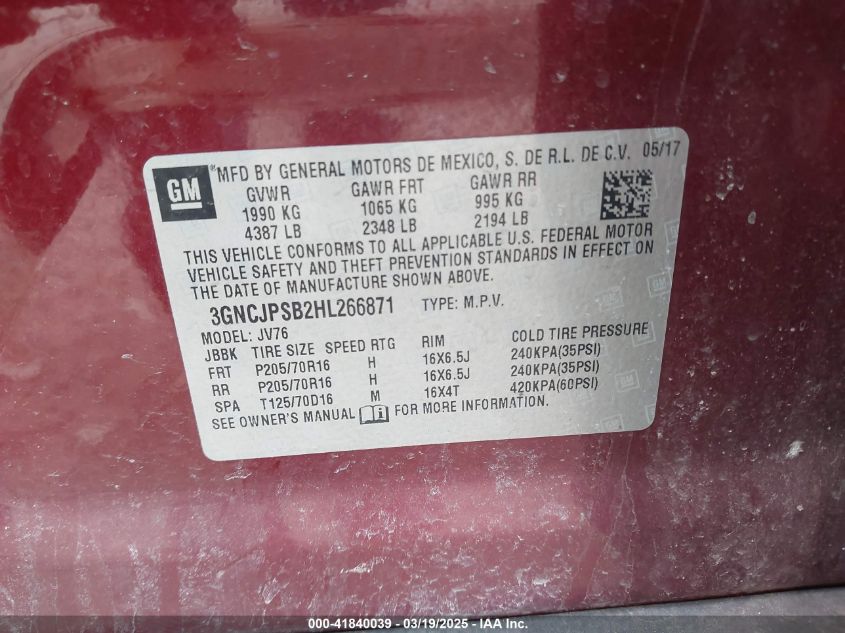 GM
*MFD BY GENERAL MOTORS DE MEXICO, S. DE R.L. DE C.V. 05/17
GVWR GAWR FRT GAWR RR
1990 KG 1065 KG 995 KG
4387 LB 2348 LB 2194 LB
THIS VEHICLE CONFORMS TO ALL APPLICABLE U.S. FEDERAL MOTOR
VEHICLE SAFETY AND THEFT PREVENTION STANDARDS IN EFFECT ON
THE DATE OF MANUFACTURE SHOWN ABOVE.
3GNCJPSB2HL266871 TYPE: M.P.V.
MODEL: JV76
JBBK TIRE SIZE SPEED RTG RIM COLD TIRE PRESSURE
FRT P205/70R16 H 16X6.5J 240KPA(35PSI)
RR P205/70R16 H 16X6.5J 240KPA(35PSI)
SPA T125/70D16 M 16X4T 420KPA(60PSI)
SEE OWNER'S MANUAL i FOR MORE INFORMATION.
000-41840039 - 03/19/2025 - IAA Inc.